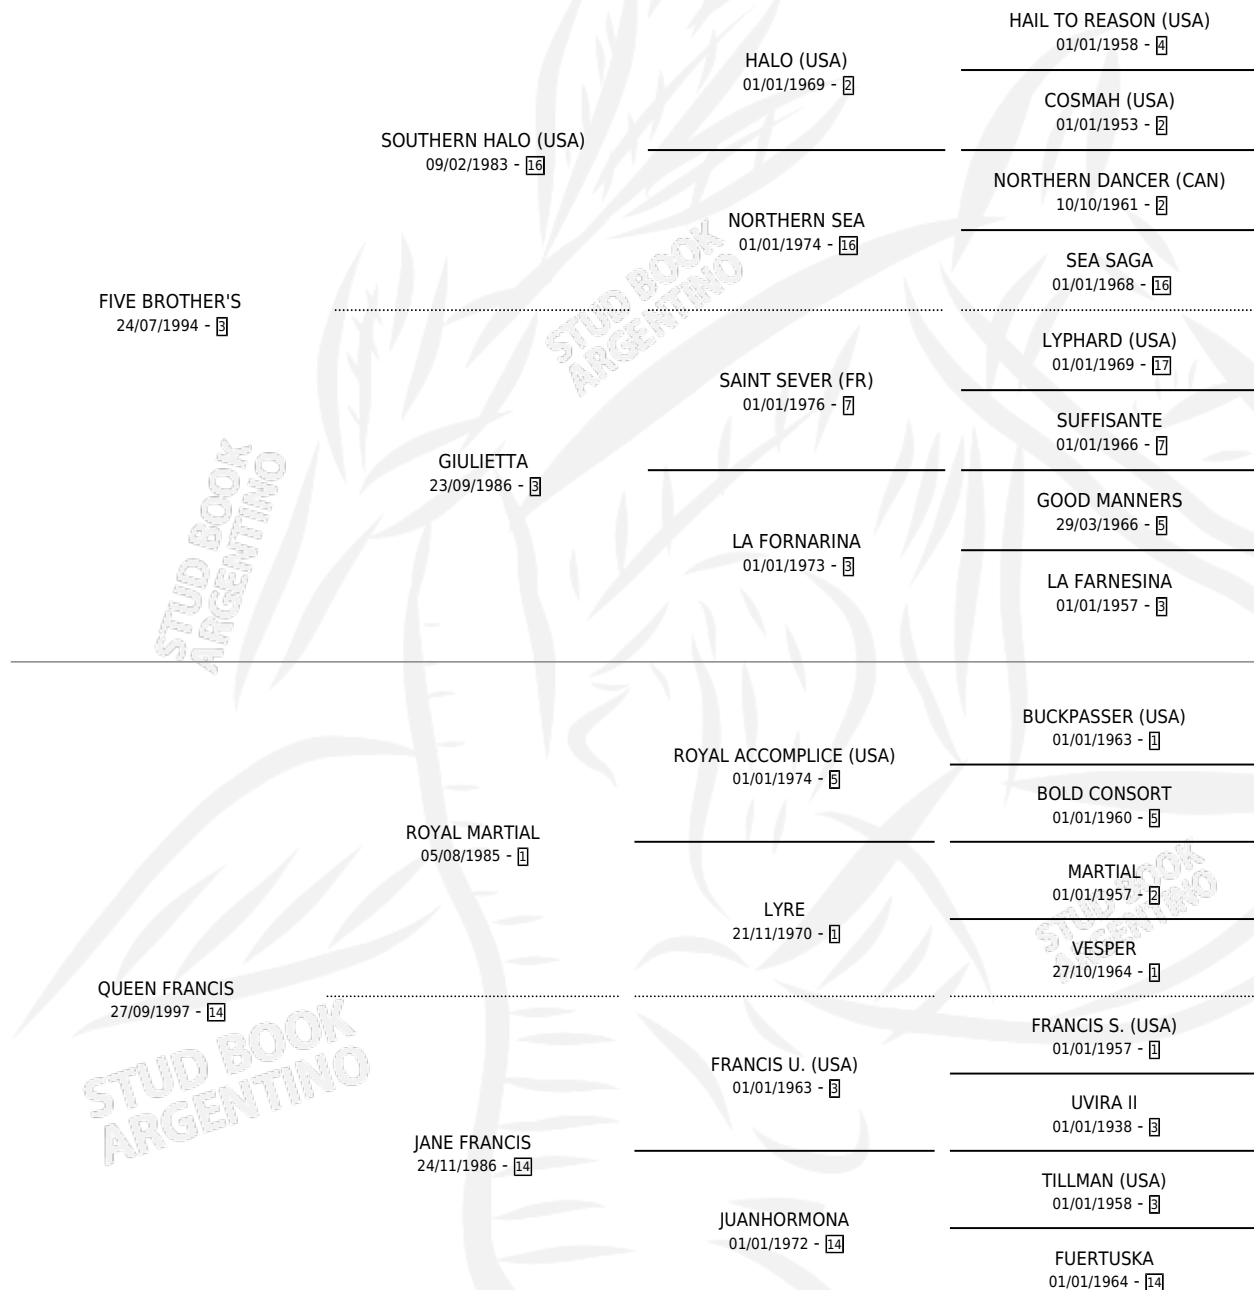 HAIL TO REASON (USA)
01/01/1958 - 4
HALO (USA)
01/01/1969 - 2
COSMAH (USA)
01/01/1953 - 2
SOUTHERN HALO (USA)
09/02/1983 - 16
NORTHERN DANCER (CAN)
10/10/1961 - 2
NORTHERN SEA
01/01/1974 - 16
SEA SAGA
01/01/1968 - 16
STUD BOOK
ARGENTINO
FIVE BROTHER'S
24/07/1994 - 3
LYPHARD (USA)
01/01/1969 - 17
SAINT SEVER (FR)
01/01/1976 - 7
SUFFISANTE
01/01/1966 - 7
GIULIETTA
23/09/1986 - 3
GOOD MANNERS
29/03/1966 - 5
LA FORNARINA
01/01/1973 - 3
LA FARNESINA
01/01/1957 - 3
STUD BOOK
ARGENTINO
BUCKPASSER (USA)
01/01/1963 - 1
ROYAL ACCOMPLICE (USA)
01/01/1974 - 5
BOLD CONSORT
01/01/1960 - 5
ROYAL MARTIAL
05/08/1985 - 1
MARTIAL
01/01/1957 - 2
LYRE
21/11/1970 - 1
VESPER
27/10/1964 - 1
STUD BOOK
ARGENTINO
QUEEN FRANCIS
27/09/1997 - 14
FRANCIS S. (USA)
01/01/1957 - 1
FRANCIS U. (USA)
01/01/1963 - 3
UVIRA II
01/01/1938 - 3
STUD BOOK
ARGENTINO
JANE FRANCIS
24/11/1986 - 14
TILLMAN (USA)
01/01/1958 - 3
JUANHORMONA
01/01/1972 - 14
FUERTUSKA
01/01/1964 - 14